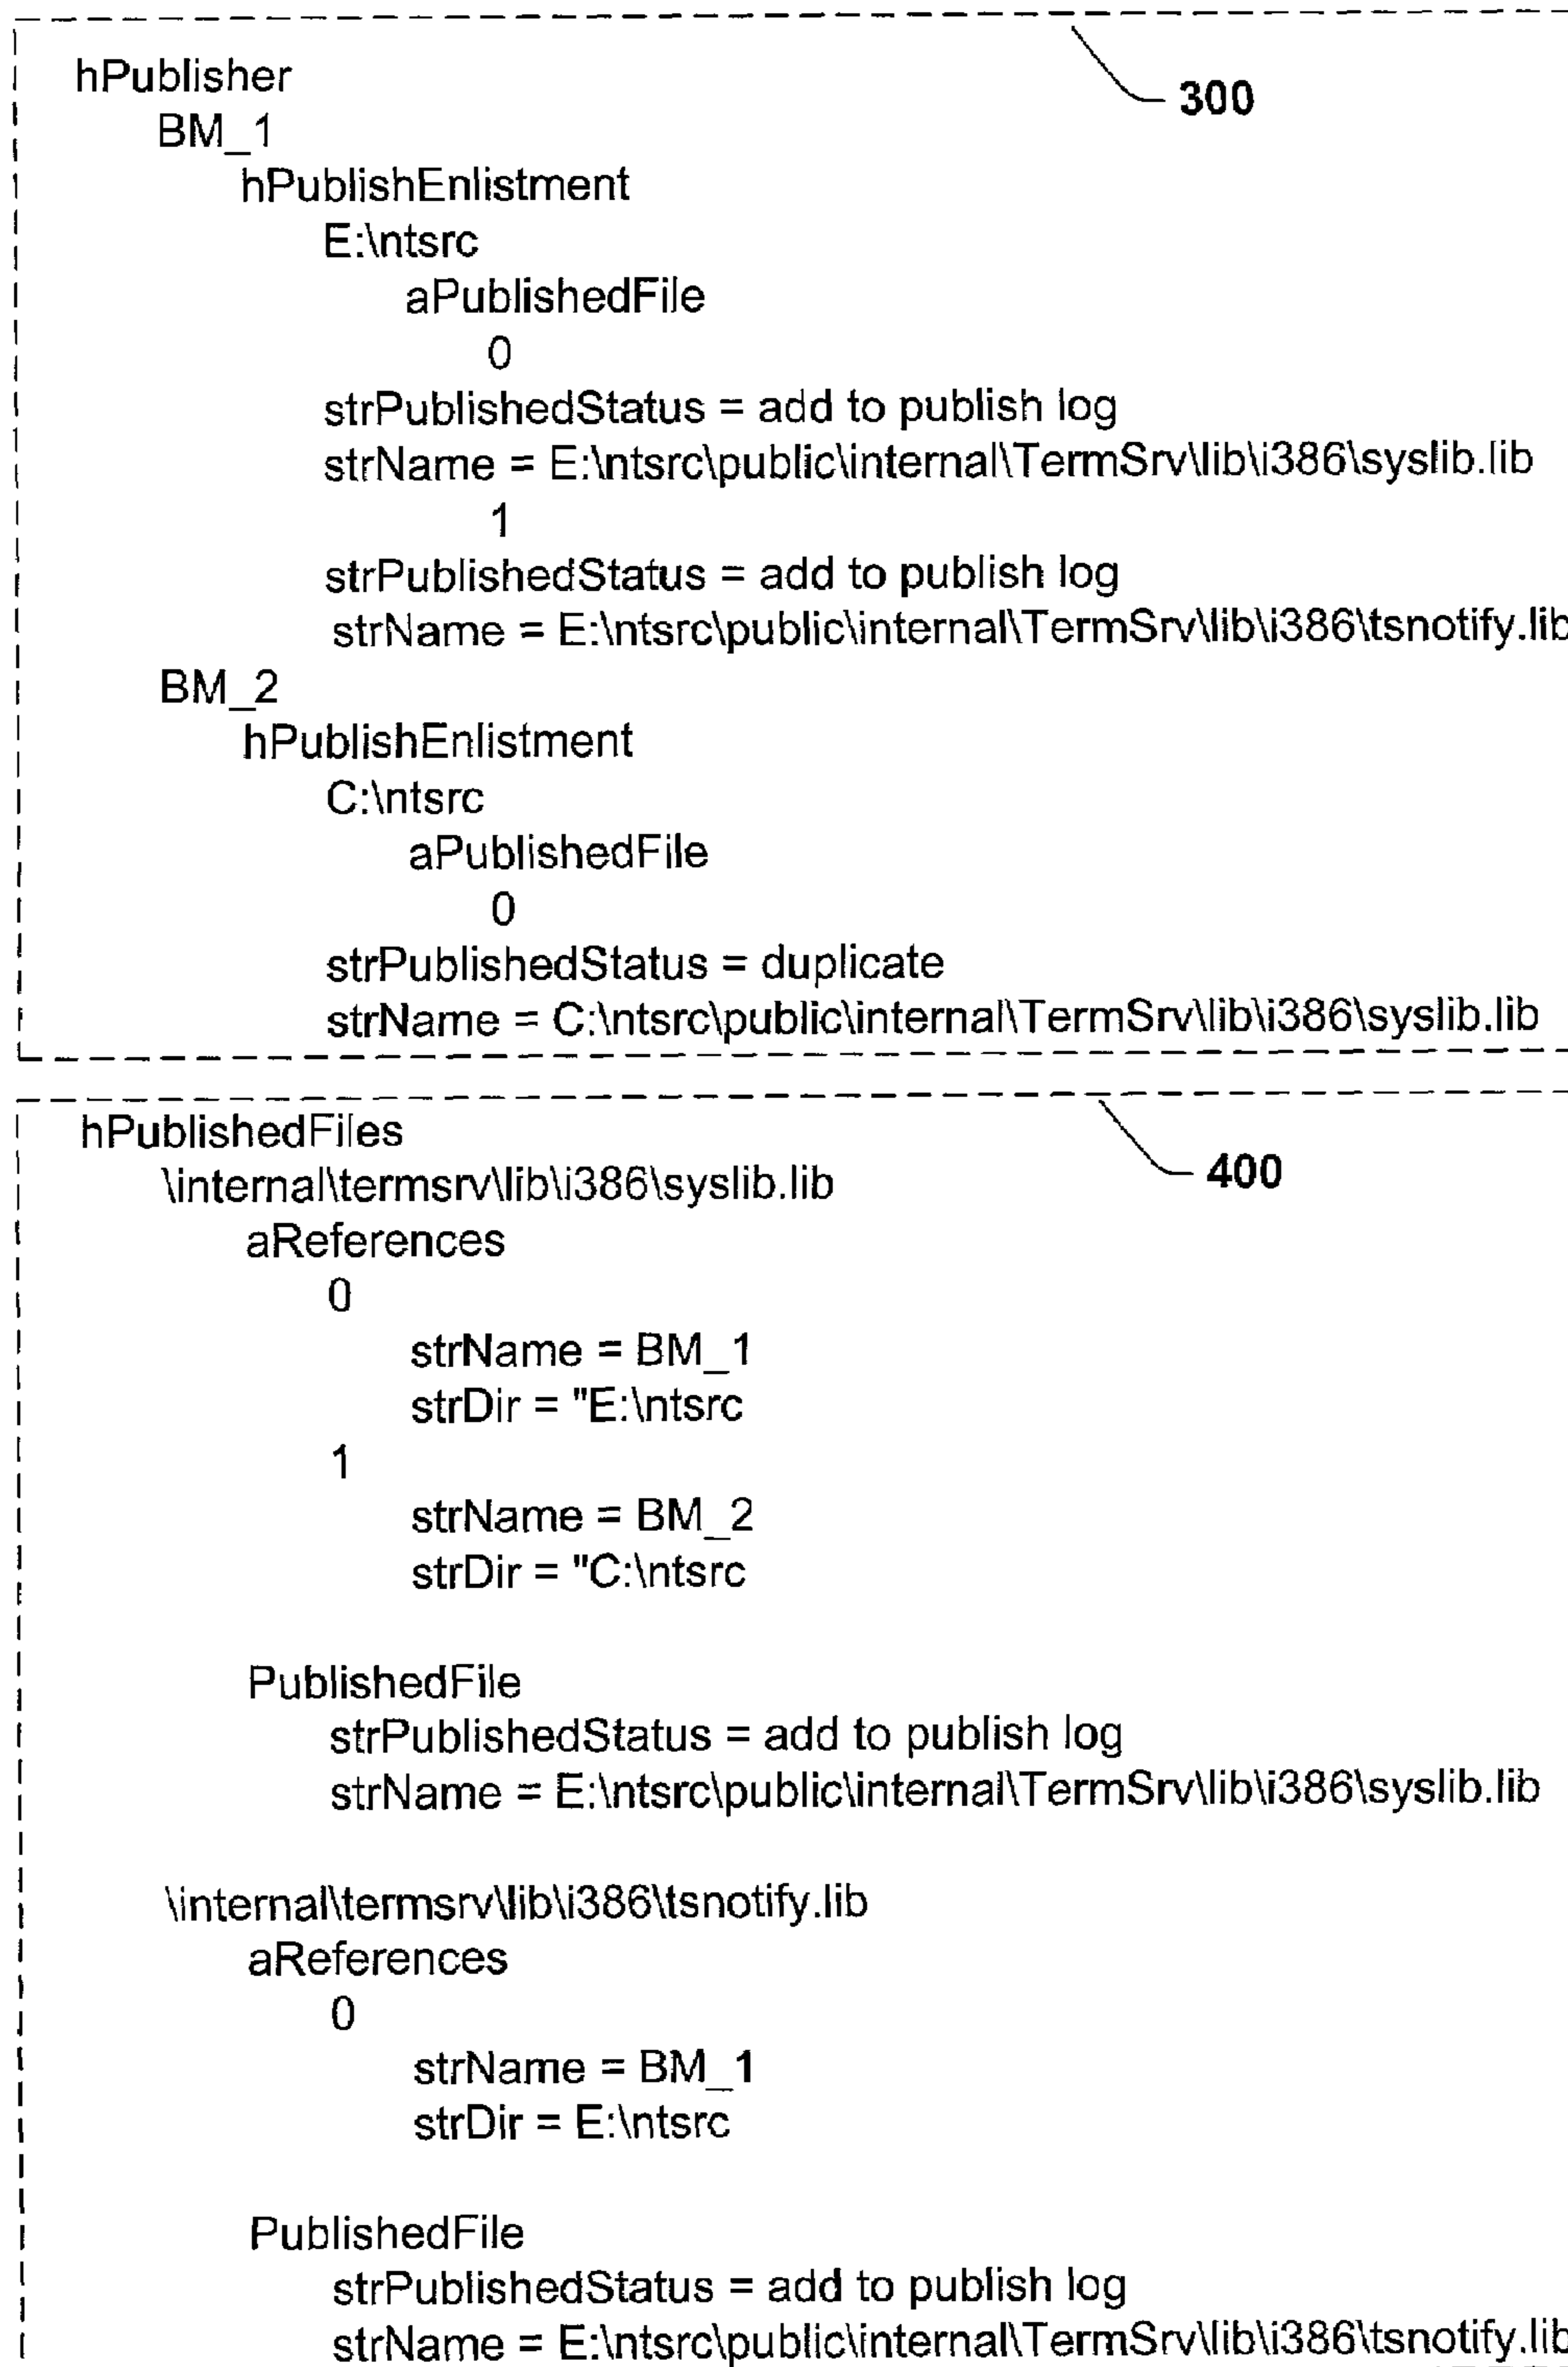 300
hPublisher
BM_1
hPublishEnlistment
E:\ntsrc
aPublishedFile
0
strPublishedStatus = add to publish log
strName = E:\ntsrc\public\internal\TermSrv\lib\i386\syslib.lib
1
strPublishedStatus = add to publish log
strName = E:\ntsrc\public\internal\TermSrv\lib\i386\tsnotify.lib
BM_2
hPublishEnlistment
C:\ntsrc
aPublishedFile
0
strPublishedStatus = duplicate
strName = C:\ntsrc\public\internal\TermSrv\lib\i386\syslib.lib
400
hPublishedFiles
\internal\termsrv\lib\i386\syslib.lib
aReferences
0
strName = BM_1
strDir = "E:\ntsrc
1
strName = BM_2
strDir = "C:\ntsrc
PublishedFile
strPublishedStatus = add to publish log
strName = E:\ntsrc\public\internal\TermSrv\lib\i386\syslib.lib
\internal\termsrv\lib\i386\tsnotify.lib
aReferences
0
strName = BM_1
strDir = E:\ntsrc
PublishedFile
strPublishedStatus = add to publish log
strName = E:\ntsrc\public\internal\TermSrv\lib\i386\tsnotify.lib